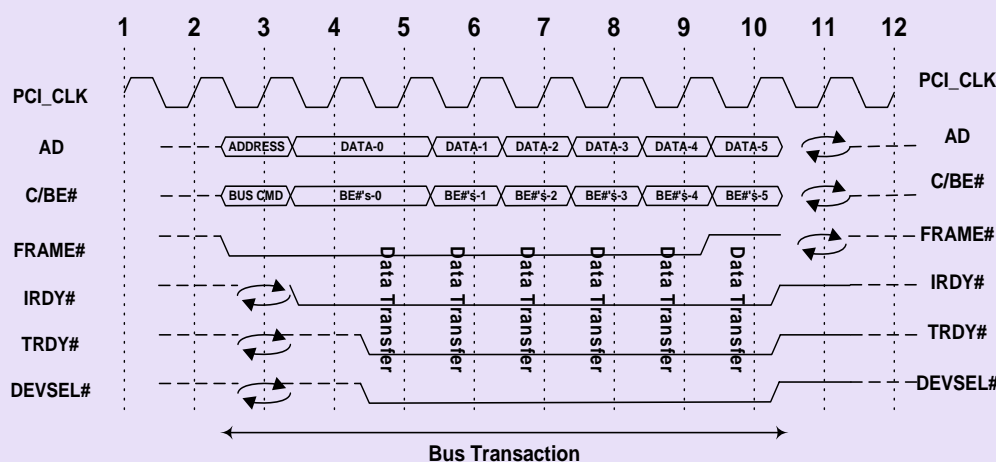 1 2 3 4 5 6 7 8 9 10 11 12
PCI_CLK PCI_CLK
AD ADDRESS DATA-0 DATA-1 DATA-2 DATA-3 DATA-4 DATA-5 AD
C/BE# BUS CMD BE#'s-0 BE#'s-1 BE#'s-2 BE#'s-3 BE#'s-4 BE#'s-5 C/BE#
FRAME# FRAME#
IRDY# IRDY#
TRDY# TRDY#
DEVSEL# DEVSEL#
Data Transfer
Data Transfer
Data Transfer
Data Transfer
Data Transfer
Data Transfer
Bus Transaction